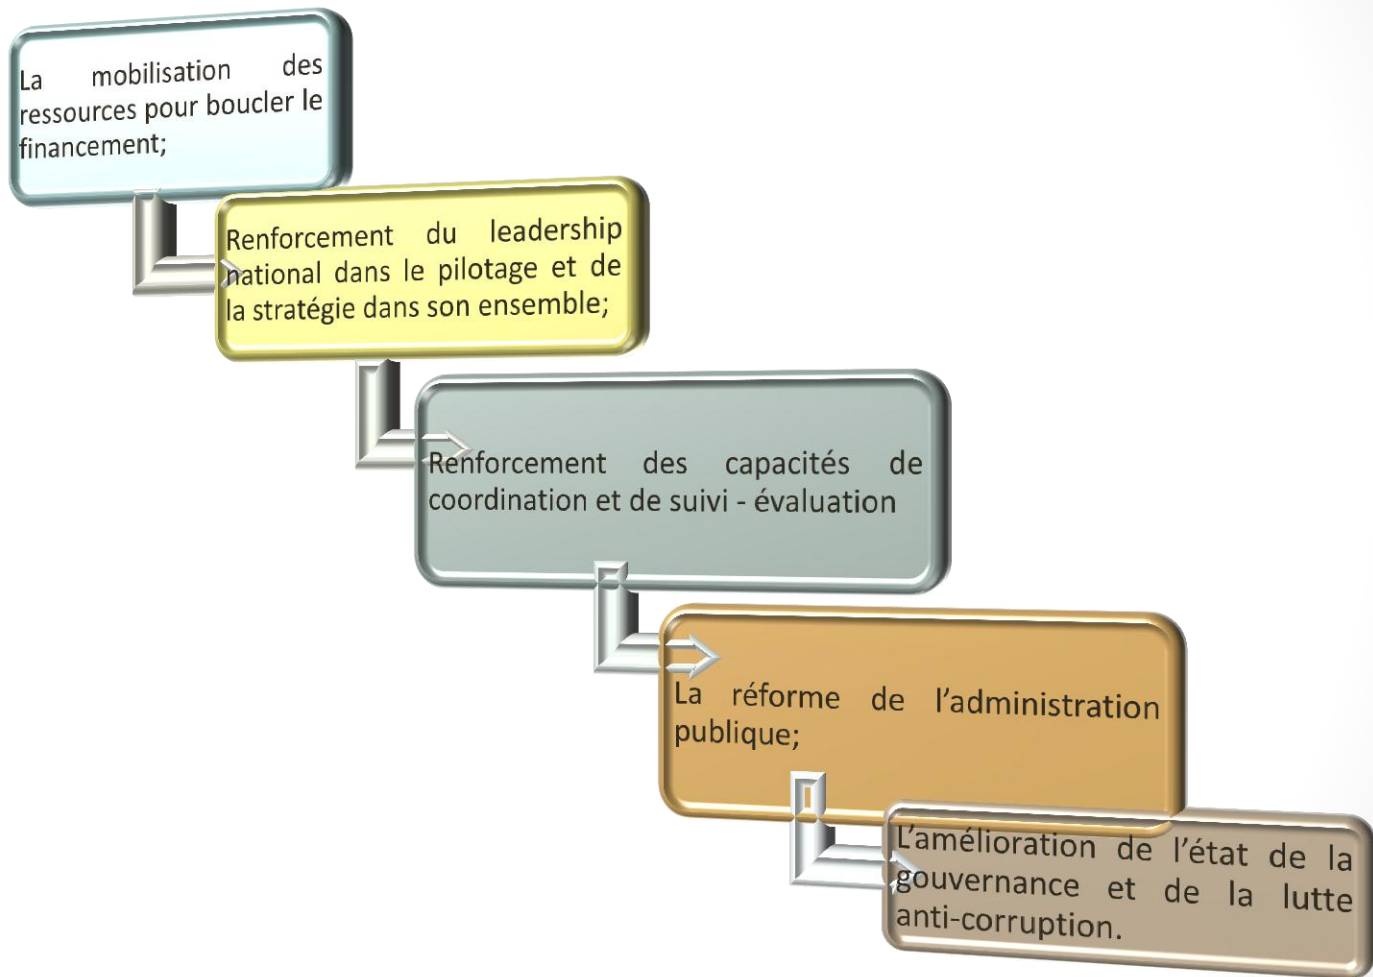 La mobilisation des
ressources pour boucler le
financement;
Renforcement du leadership
national dans le pilotage et de
la stratégie dans son ensemble;
Renforcement des capacités de
coordination et de suivi - évaluation
La réforme de l’administration
publique;
L’amélioration de l’état de la
gouvernance et de la lutte
anti-corruption.